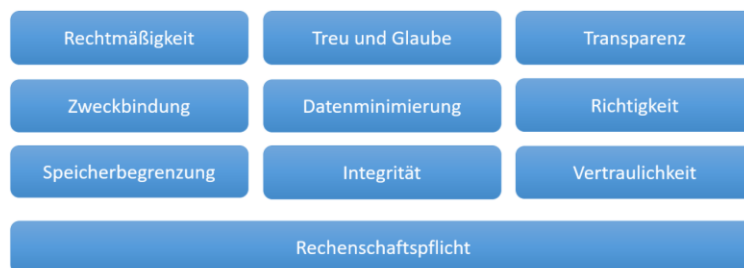 Rechtmäßigkeit
Treu und Glaube
Transparenz
Zweckbindung
Datenminimierung
Richtigkeit
Speicherbegrenzung
Integrität
Vertraulichkeit
Rechenschaftspflicht